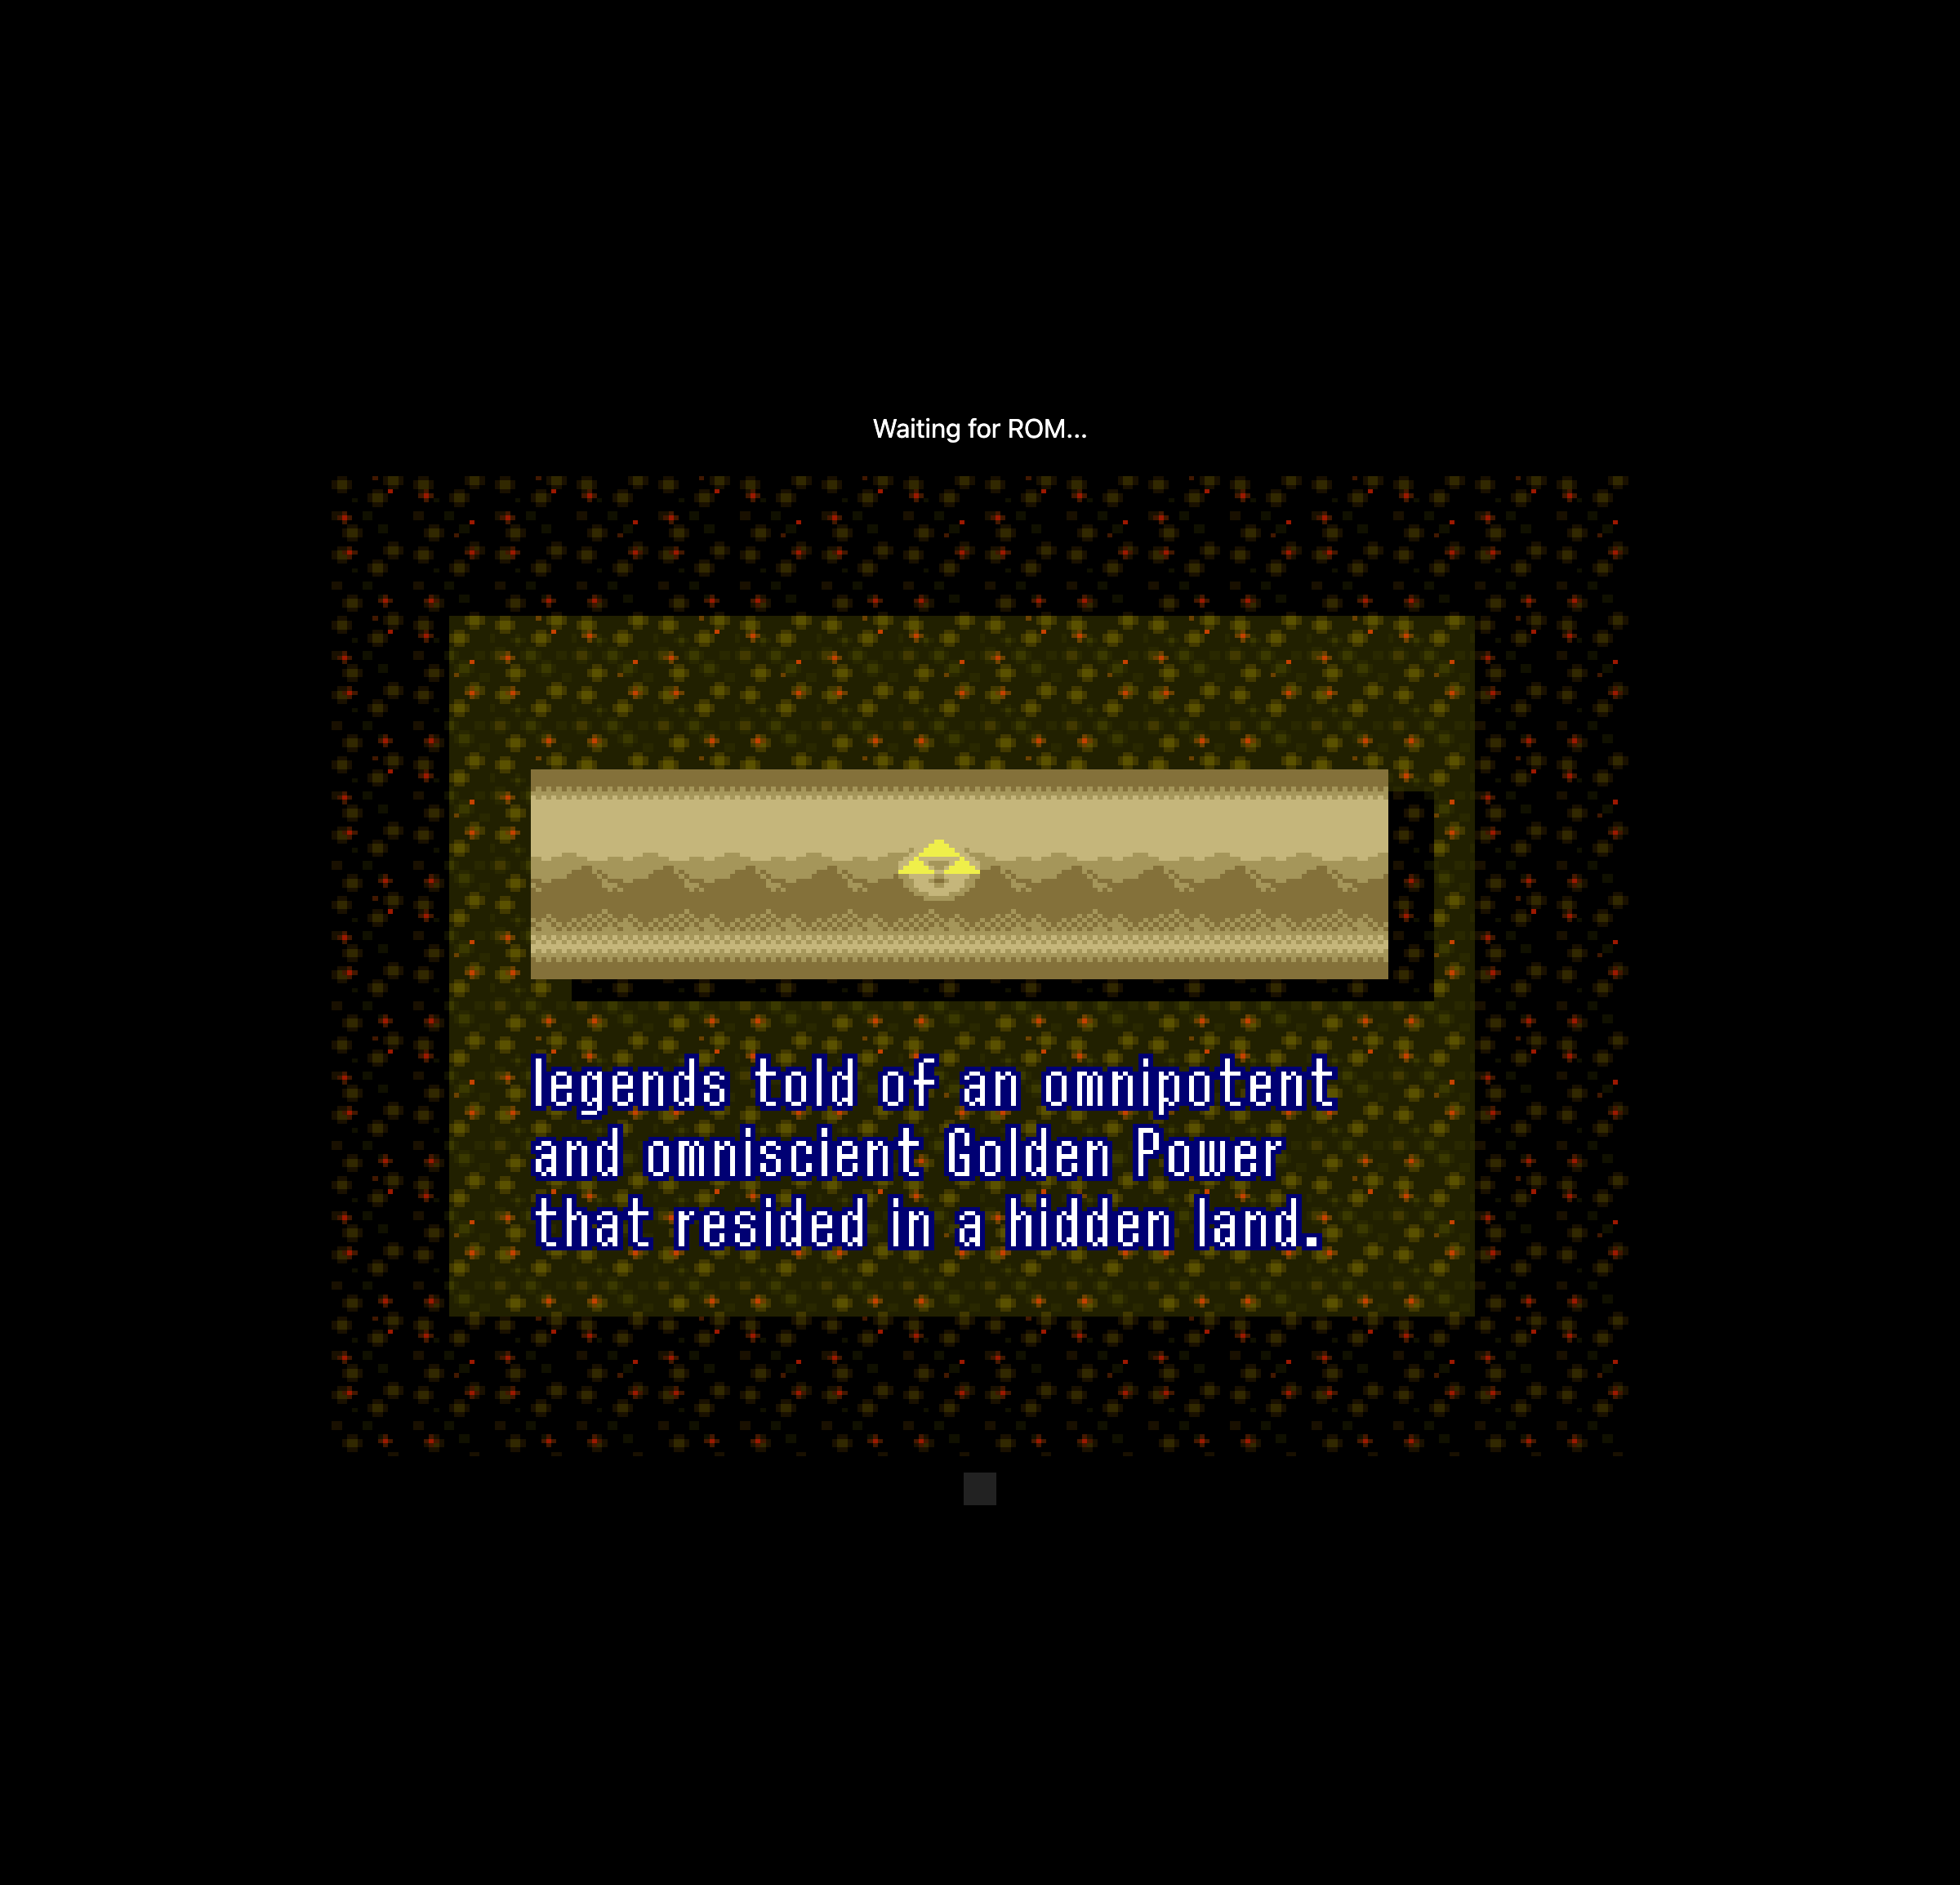 Waiting for ROM...
legends told of an omnipotent
and omniscient Golden Power
that resided in a hidden land.